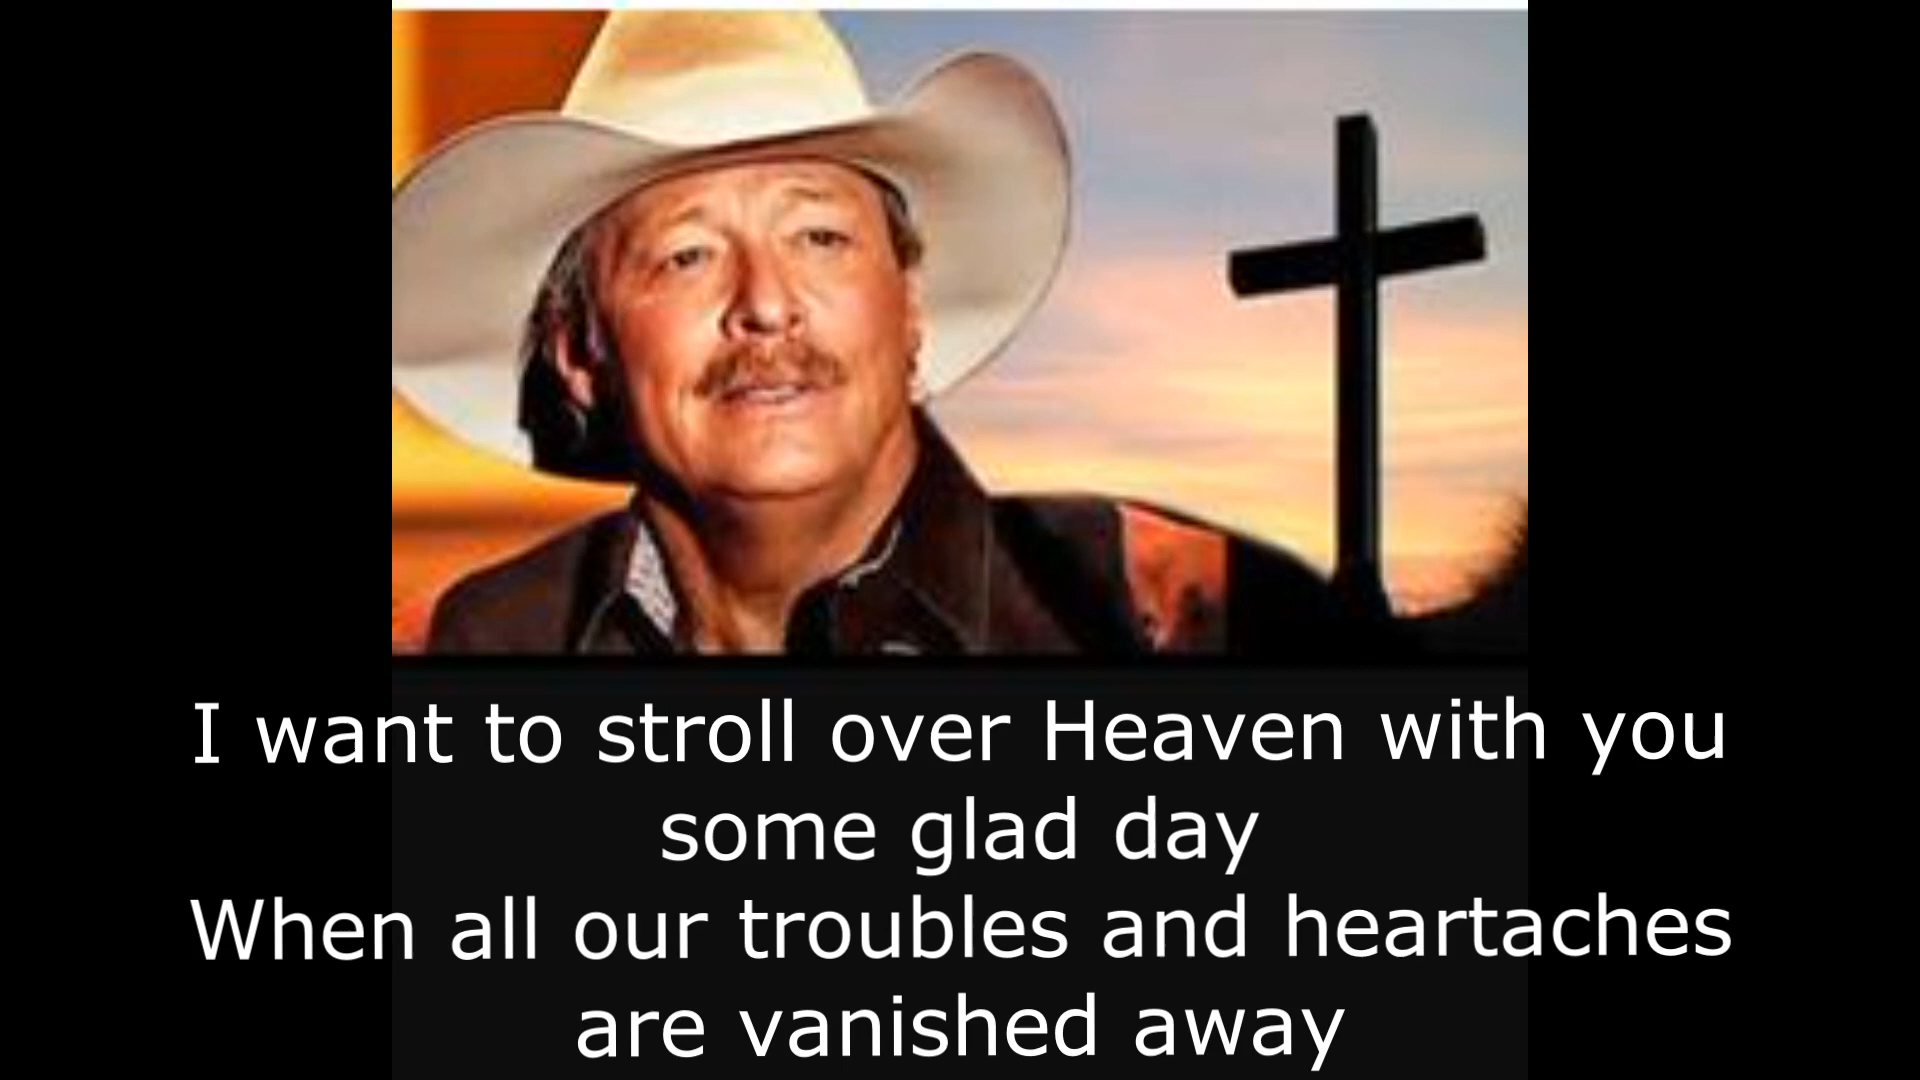 I want to stroll over Heaven with you
some glad day
When all our troubles and heartaches
are vanished away